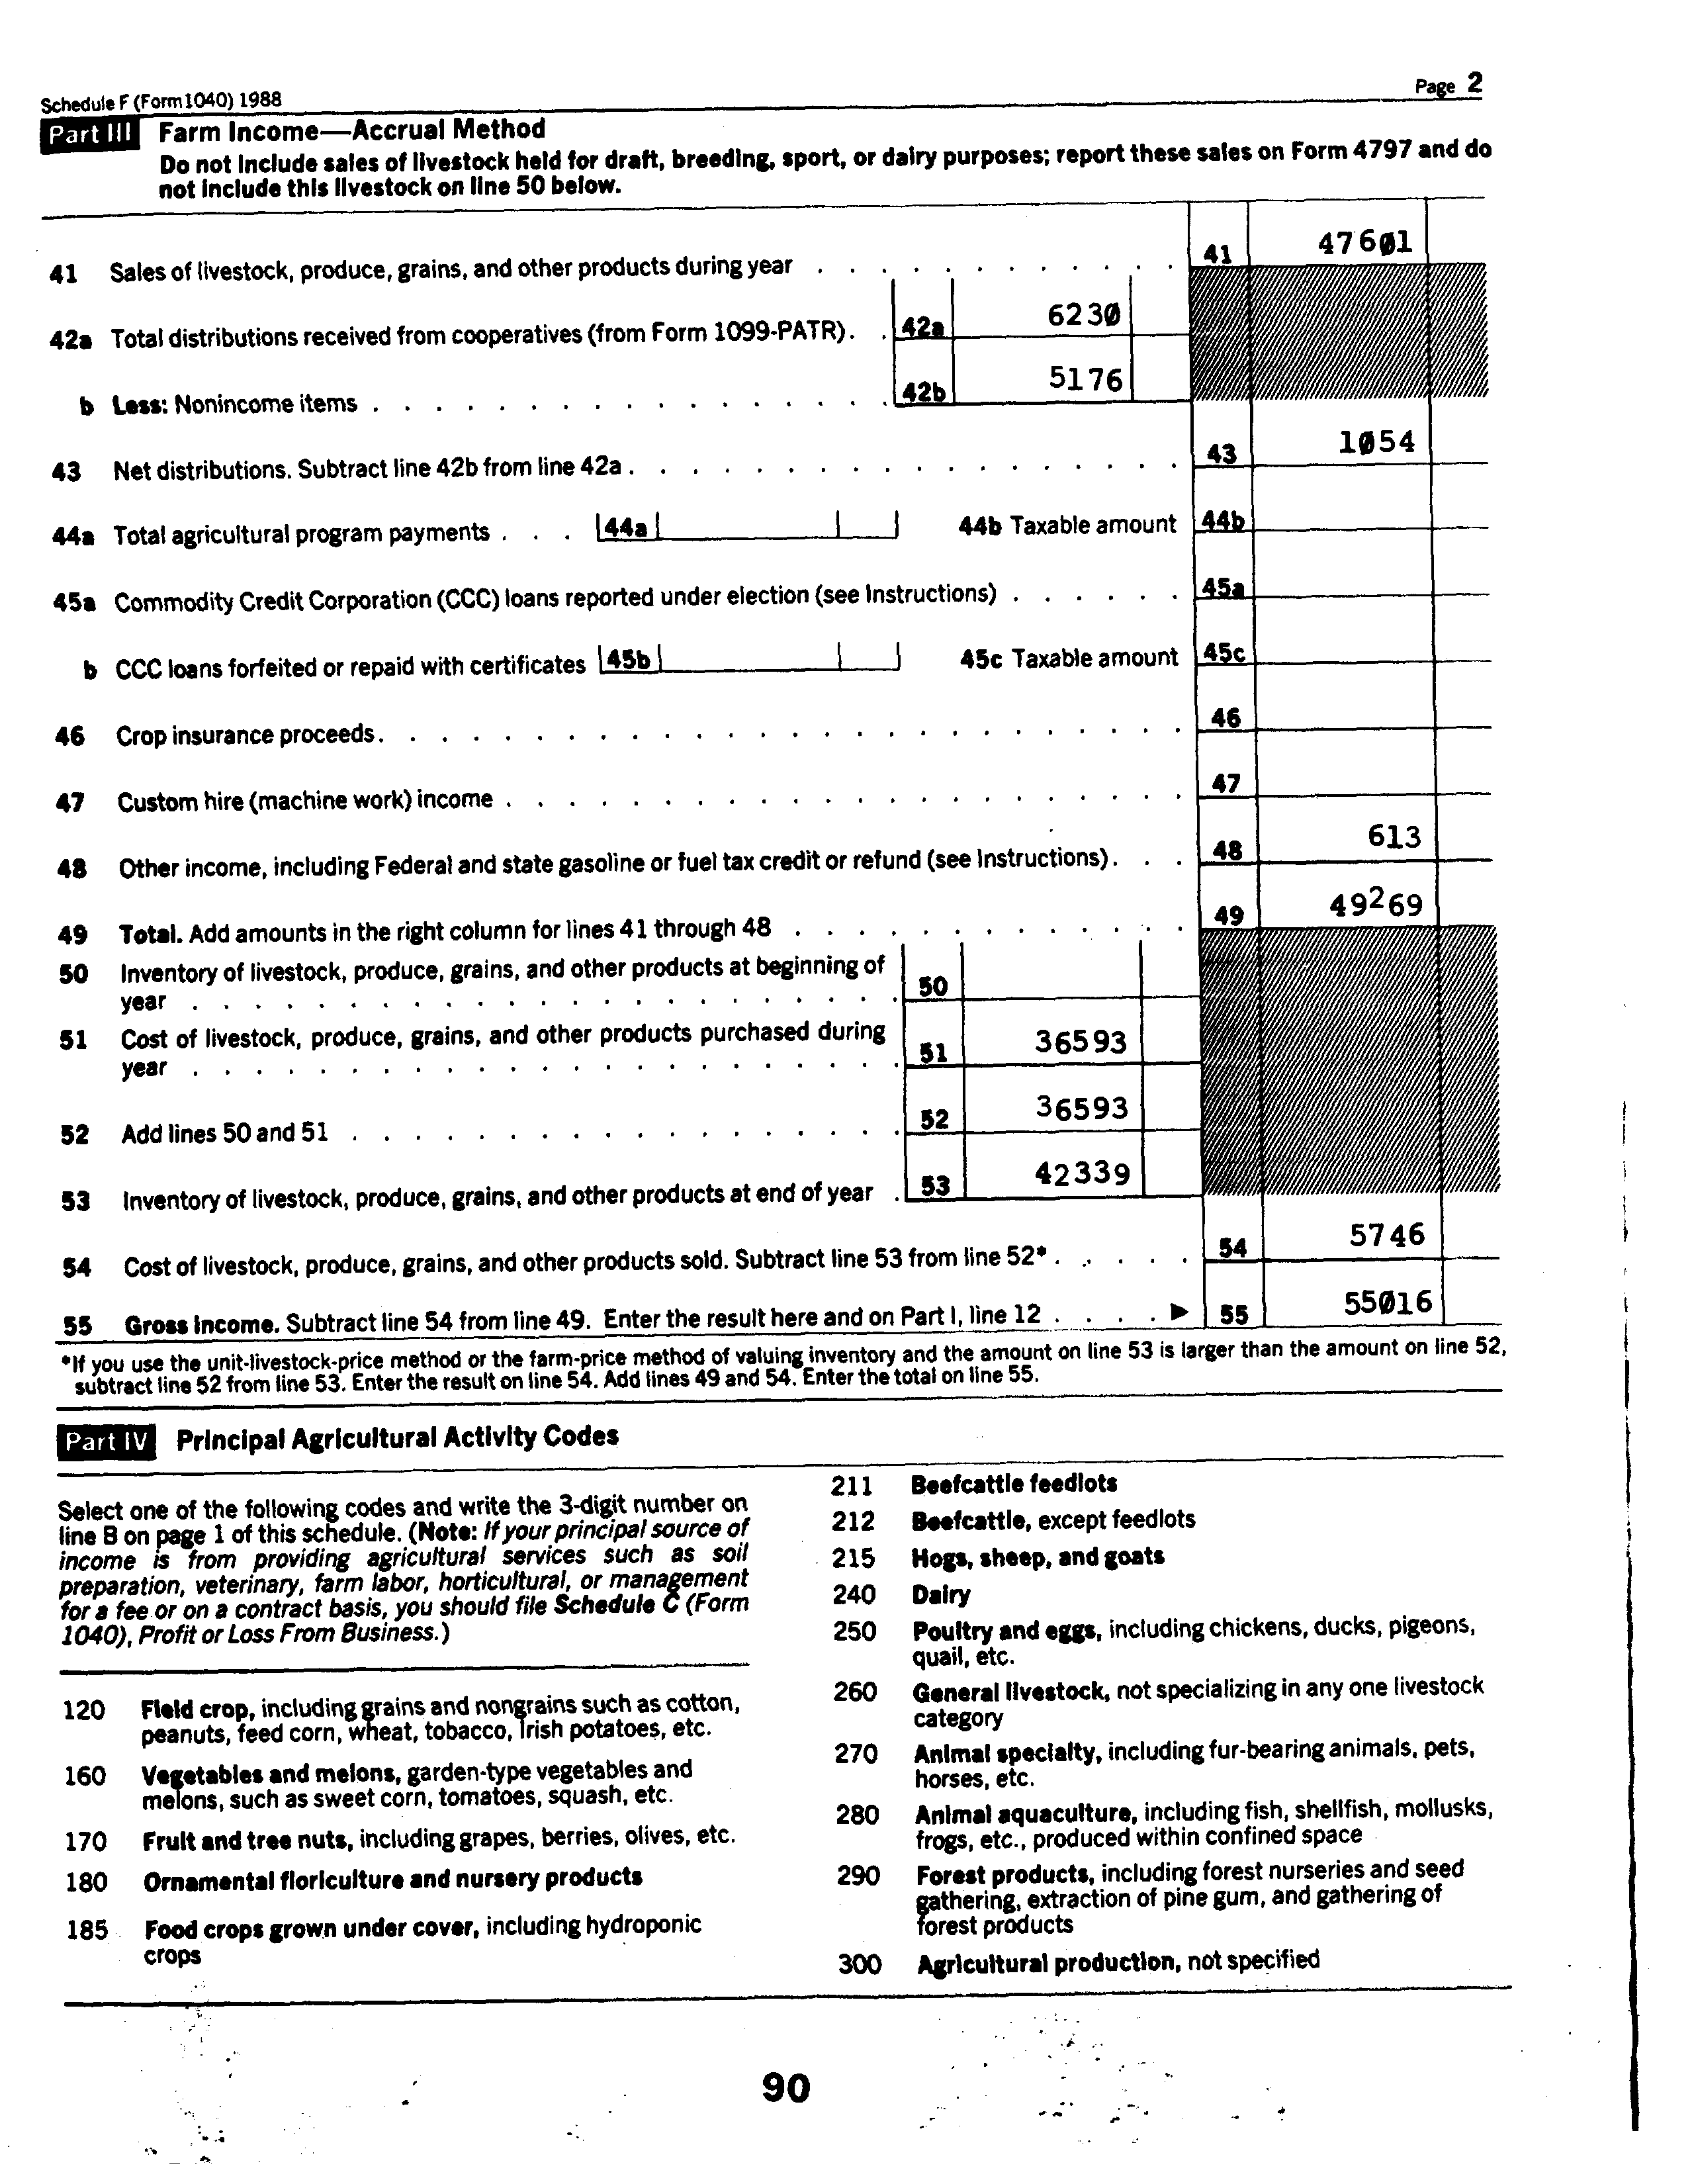 Schedule F (Form 1040) 1988 Page 2
Part III Farm Income—Accrual Method
Do not include sales of livestock held for draft, breeding, sport, or dairy purposes; report these sales on Form 4797 and do
not include this livestock on line 50 below.
41 Sales of livestock, produce, grains, and other products during year . . . . . . . . . . . . 41 47601
42a Total distributions received from cooperatives (from Form 1099-PATR). . 42a 6230
b Less: Nonincome items . . . . . . . . . . . . . . . . . 42b 5176
43 Net distributions. Subtract line 42b from line 42a . . . . . . . . . . . . . . . . . . 43 1054
44a Total agricultural program payments . . . 44a 44b Taxable amount 44b
45a Commodity Credit Corporation (CCC) loans reported under election (see Instructions) . . . . . . 45a
b CCC loans forfeited or repaid with certificates 45b 45c Taxable amount 45c
46 Crop insurance proceeds. . . . . . . . . . . . . . . . . . . . . . . . . . 46
47 Custom hire (machine work) income . . . . . . . . . . . . . . . . . . . . . . 47
48 Other income, including Federal and state gasoline or fuel tax credit or refund (see Instructions). . . 48 613
49 Total. Add amounts in the right column for lines 41 through 48 . . . . . . . . . . . . . 49 49269
50 Inventory of livestock, produce, grains, and other products at beginning of
year . . . . . . . . . . . . . . . . . . . . . . . 50
51 Cost of livestock, produce, grains, and other products purchased during
year . . . . . . . . . . . . . . . . . . . . . . . 51 36593
52 Add lines 50 and 51 . . . . . . . . . . . . . . . . . . 52 36593
53 Inventory of livestock, produce, grains, and other products at end of year . 53 42339
54 Cost of livestock, produce, grains, and other products sold. Subtract line 53 from line 52* . . . . . 54 5746
55 Gross income. Subtract line 54 from line 49. Enter the result here and on Part I, line 12 . . . . ► 55 55016
*If you use the unit-livestock-price method or the farm-price method of valuing inventory and the amount on line 53 is larger than the amount on line 52,
subtract line 52 from line 53. Enter the result on line 54. Add lines 49 and 54. Enter the total on line 55.
Part IV Principal Agricultural Activity Codes
Select one of the following codes and write the 3-digit number on
line B on page 1 of this schedule. (Note: If your principal source of
income is from providing agricultural services such as soil
preparation, veterinary, farm labor, horticultural, or management
for a fee or on a contract basis, you should file Schedule C (Form
1040), Profit or Loss From Business.)
120 Field crop, including grains and nongrains such as cotton,
peanuts, feed corn, wheat, tobacco, Irish potatoes, etc.
160 Vegetables and melons, garden-type vegetables and
melons, such as sweet corn, tomatoes, squash, etc.
170 Fruit and tree nuts, including grapes, berries, olives, etc.
180 Ornamental floriculture and nursery products
185 Food crops grown under cover, including hydroponic
crops
211 Beefcattle feedlots
212 Beefcattle, except feedlots
215 Hogs, sheep, and goats
240 Dairy
250 Poultry and eggs, including chickens, ducks, pigeons,
quail, etc.
260 General livestock, not specializing in any one livestock
category
270 Animal specialty, including fur-bearing animals, pets,
horses, etc.
280 Animal aquaculture, including fish, shellfish, mollusks,
frogs, etc., produced within confined space
290 Forest products, including forest nurseries and seed
gathering, extraction of pine gum, and gathering of
forest products
300 Agricultural production, not specified
90